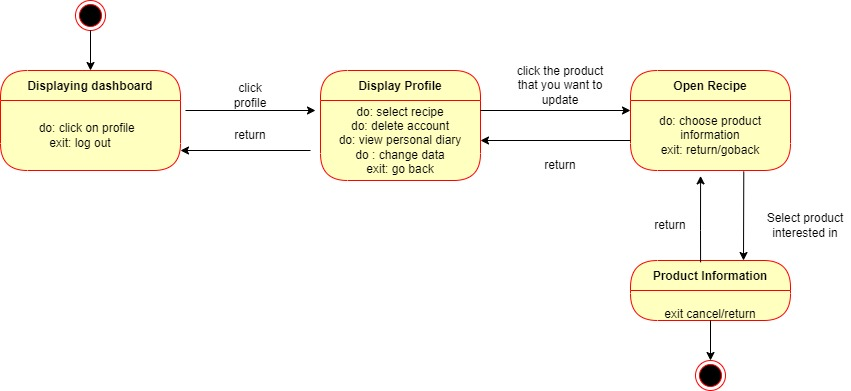 Displaying dashboard
do: click on profile
exit: log out
click
profile
return
Display Profile
do: select recipe
do: delete account
do: view personal diary
do : change data
exit: go back
click the product
that you want to
update
return
Open Recipe
do: choose product
information
exit: return/goback
return
Select product
interested in
Product Information
exit cancel/return